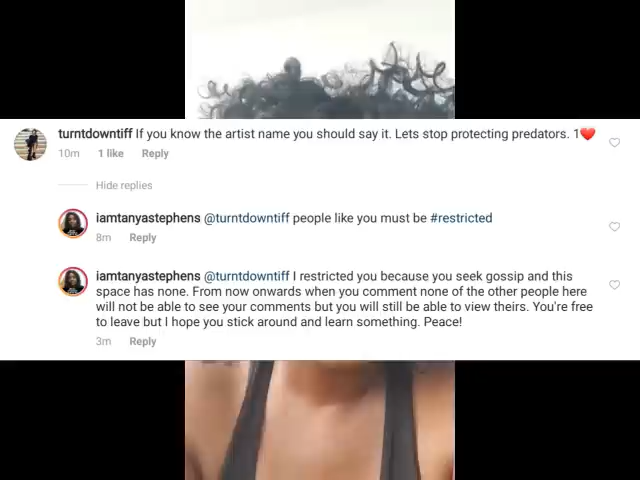 turntdowntiff If you know the artist name you should say it. Lets stop protecting predators. 1❤️
10m 1 like Reply
Hide replies
iamtanyastephens @turntdowntiff people like you must be #restricted
8m Reply
iamtanyastephens @turntdowntiff I restricted you because you seek gossip and this
space has none. From now onwards when you comment none of the other people here
will not be able to see your comments but you will still be able to view theirs. You're free
to leave but I hope you stick around and learn something. Peace!
3m Reply